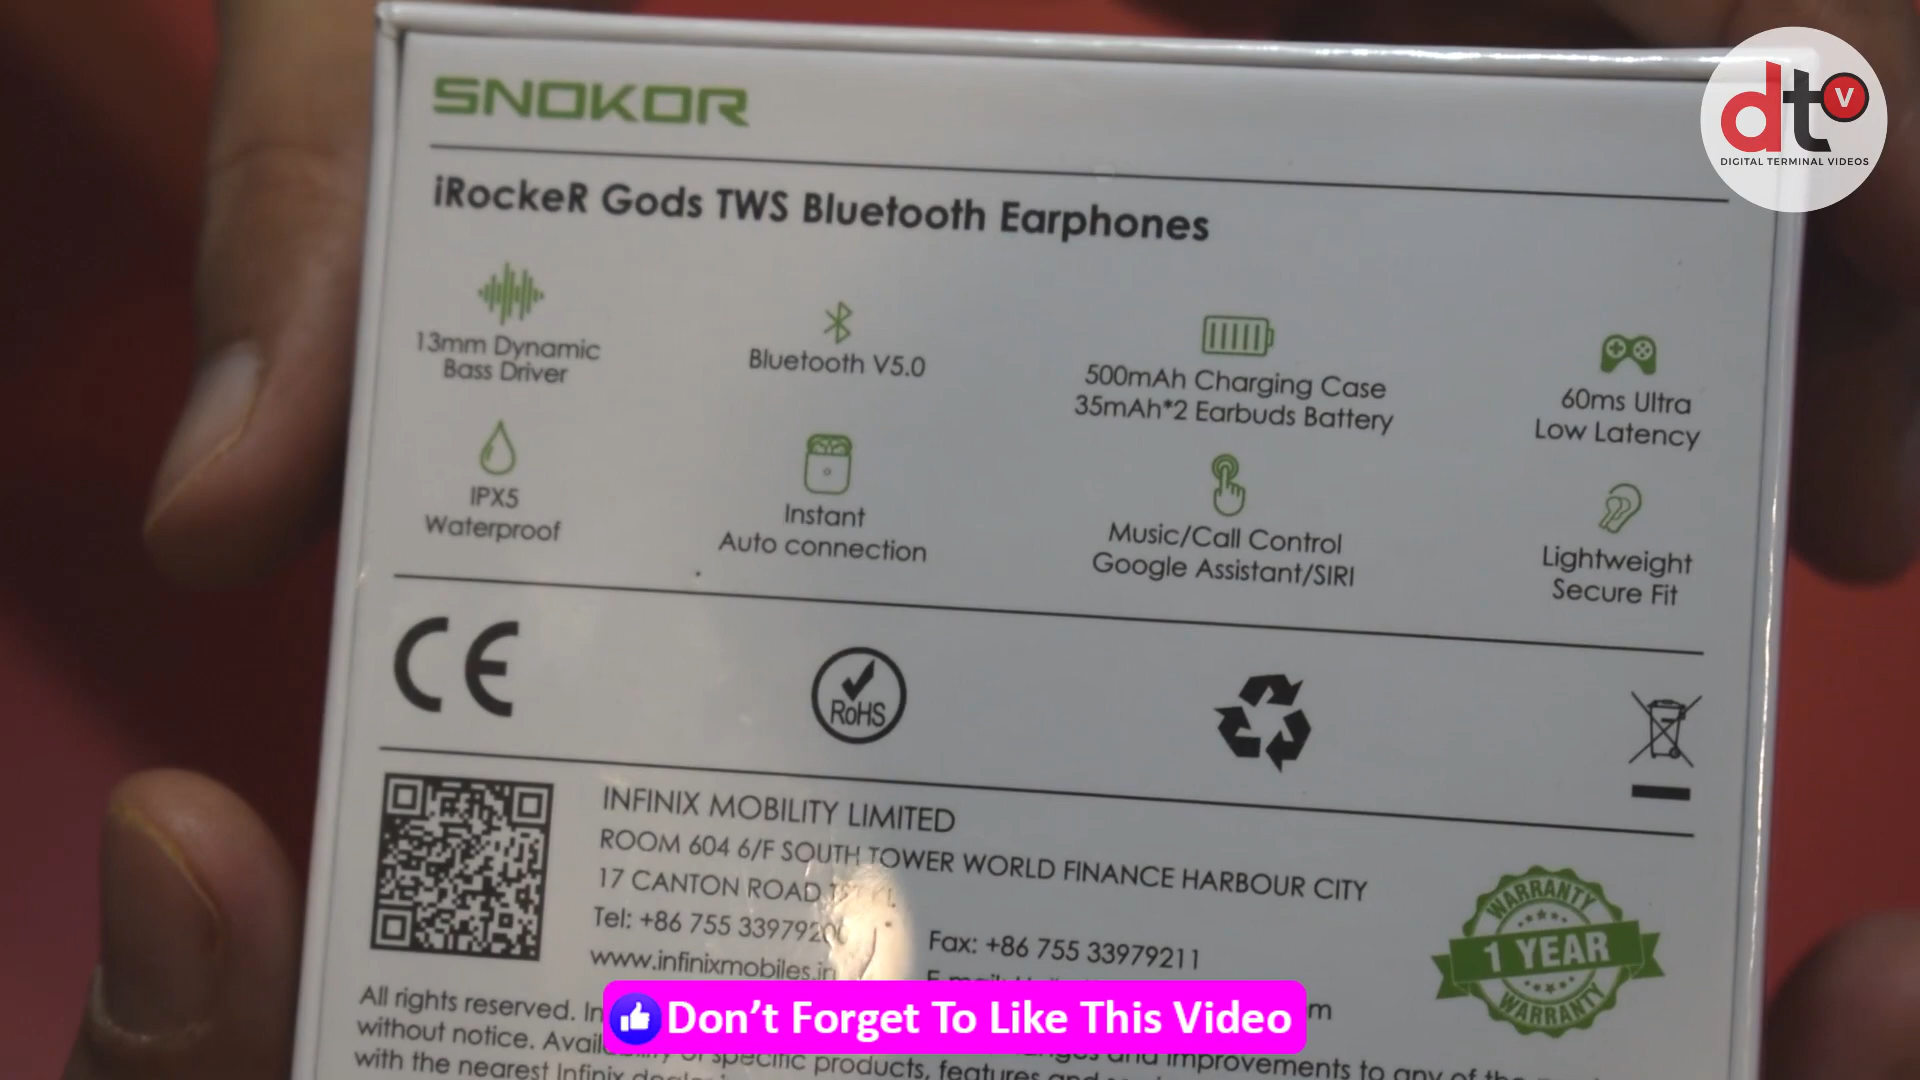 SNOKOR
dtv
DIGITAL TERMINAL VIDEOS
iRockeR Gods TWS Bluetooth Earphones
13mm Dynamic
Bass Driver
Bluetooth V5.0
500mAh Charging Case
35mAh*2 Earbuds Battery
60ms Ultra
Low Latency
IPX5
Waterproof
Instant
Auto connection
Music/Call Control
Google Assistant/SIRI
Lightweight
Secure Fit
CE
RoHS
INFINIX MOBILITY LIMITED
ROOM 604 6/F SOUTH TOWER WORLD FINANCE HARBOUR CITY
17 CANTON ROAD
Tel: +86 755
Fax: +86 755 33979211
www.infinixmobiles.in
WARRANTY
1 YEAR
WARRANTY
All rights reserved.
without notice. of specific products, features and improvements to any of the
with the nearest Infinix
Don't Forget To Like This Video